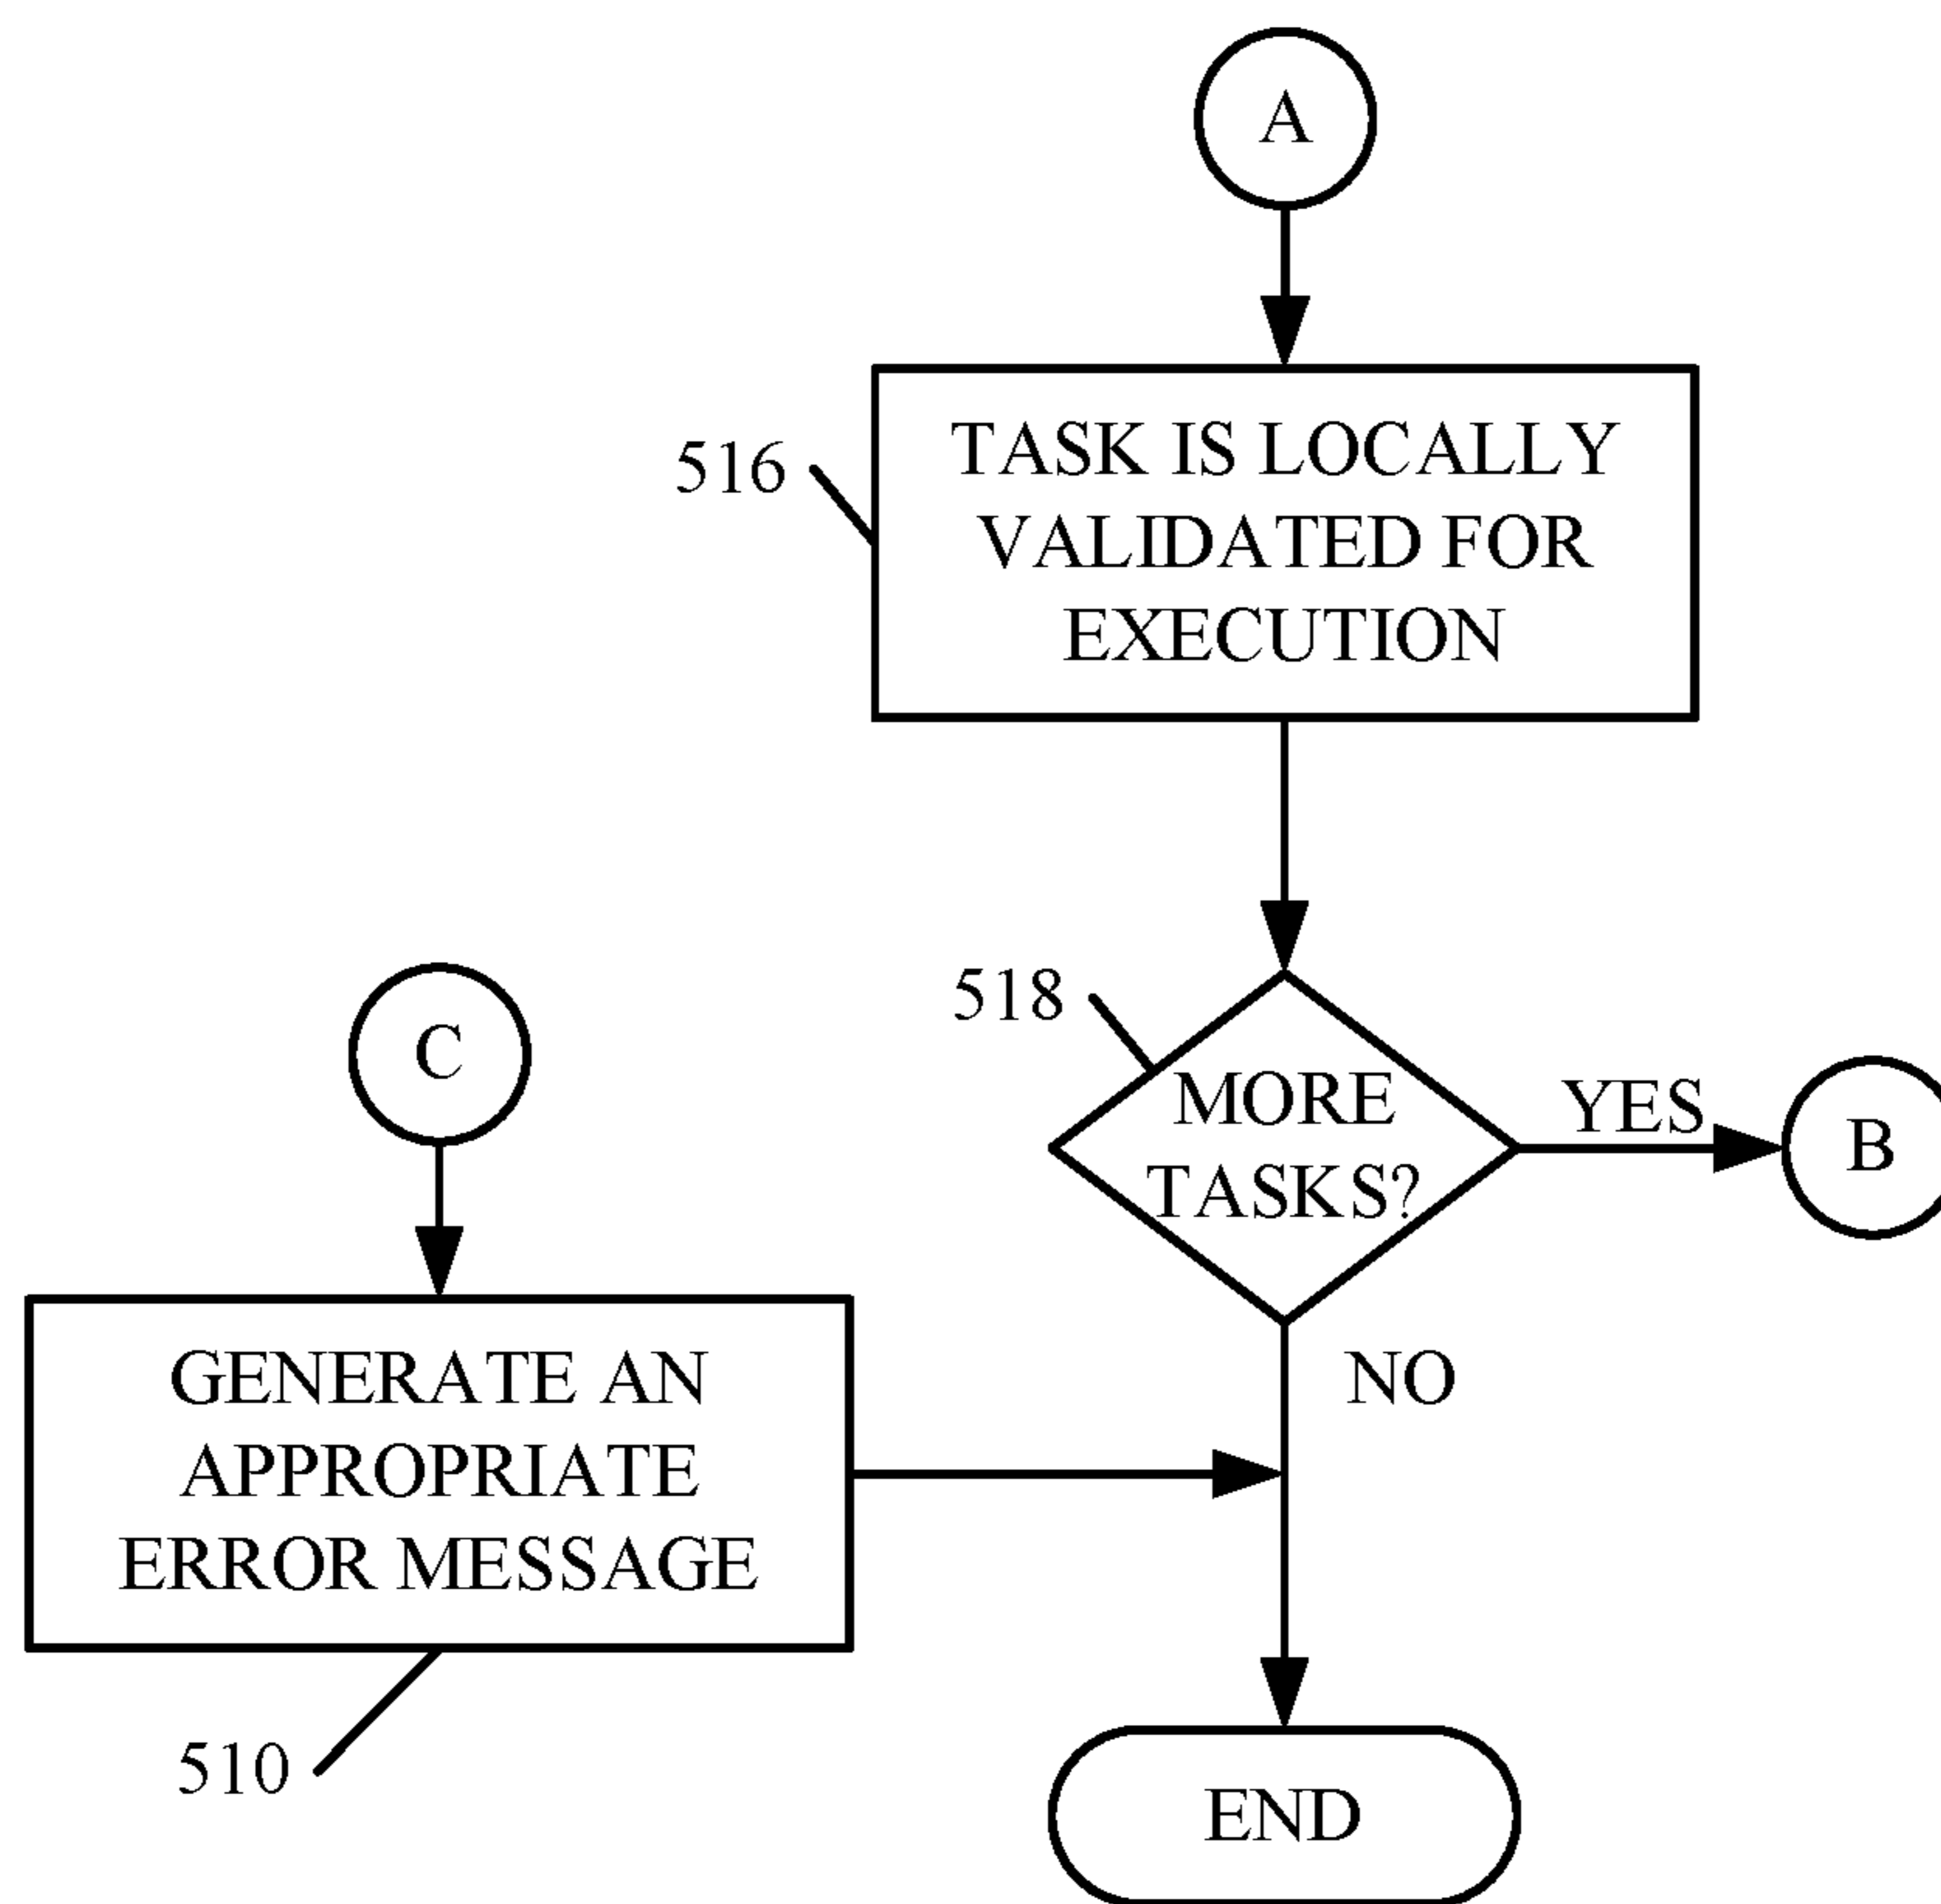 A
516
TASK IS LOCALLY
VALIDATED FOR
EXECUTION
518
MORE
TASKS?
YES
B
C
NO
GENERATE AN
APPROPRIATE
ERROR MESSAGE
510
END